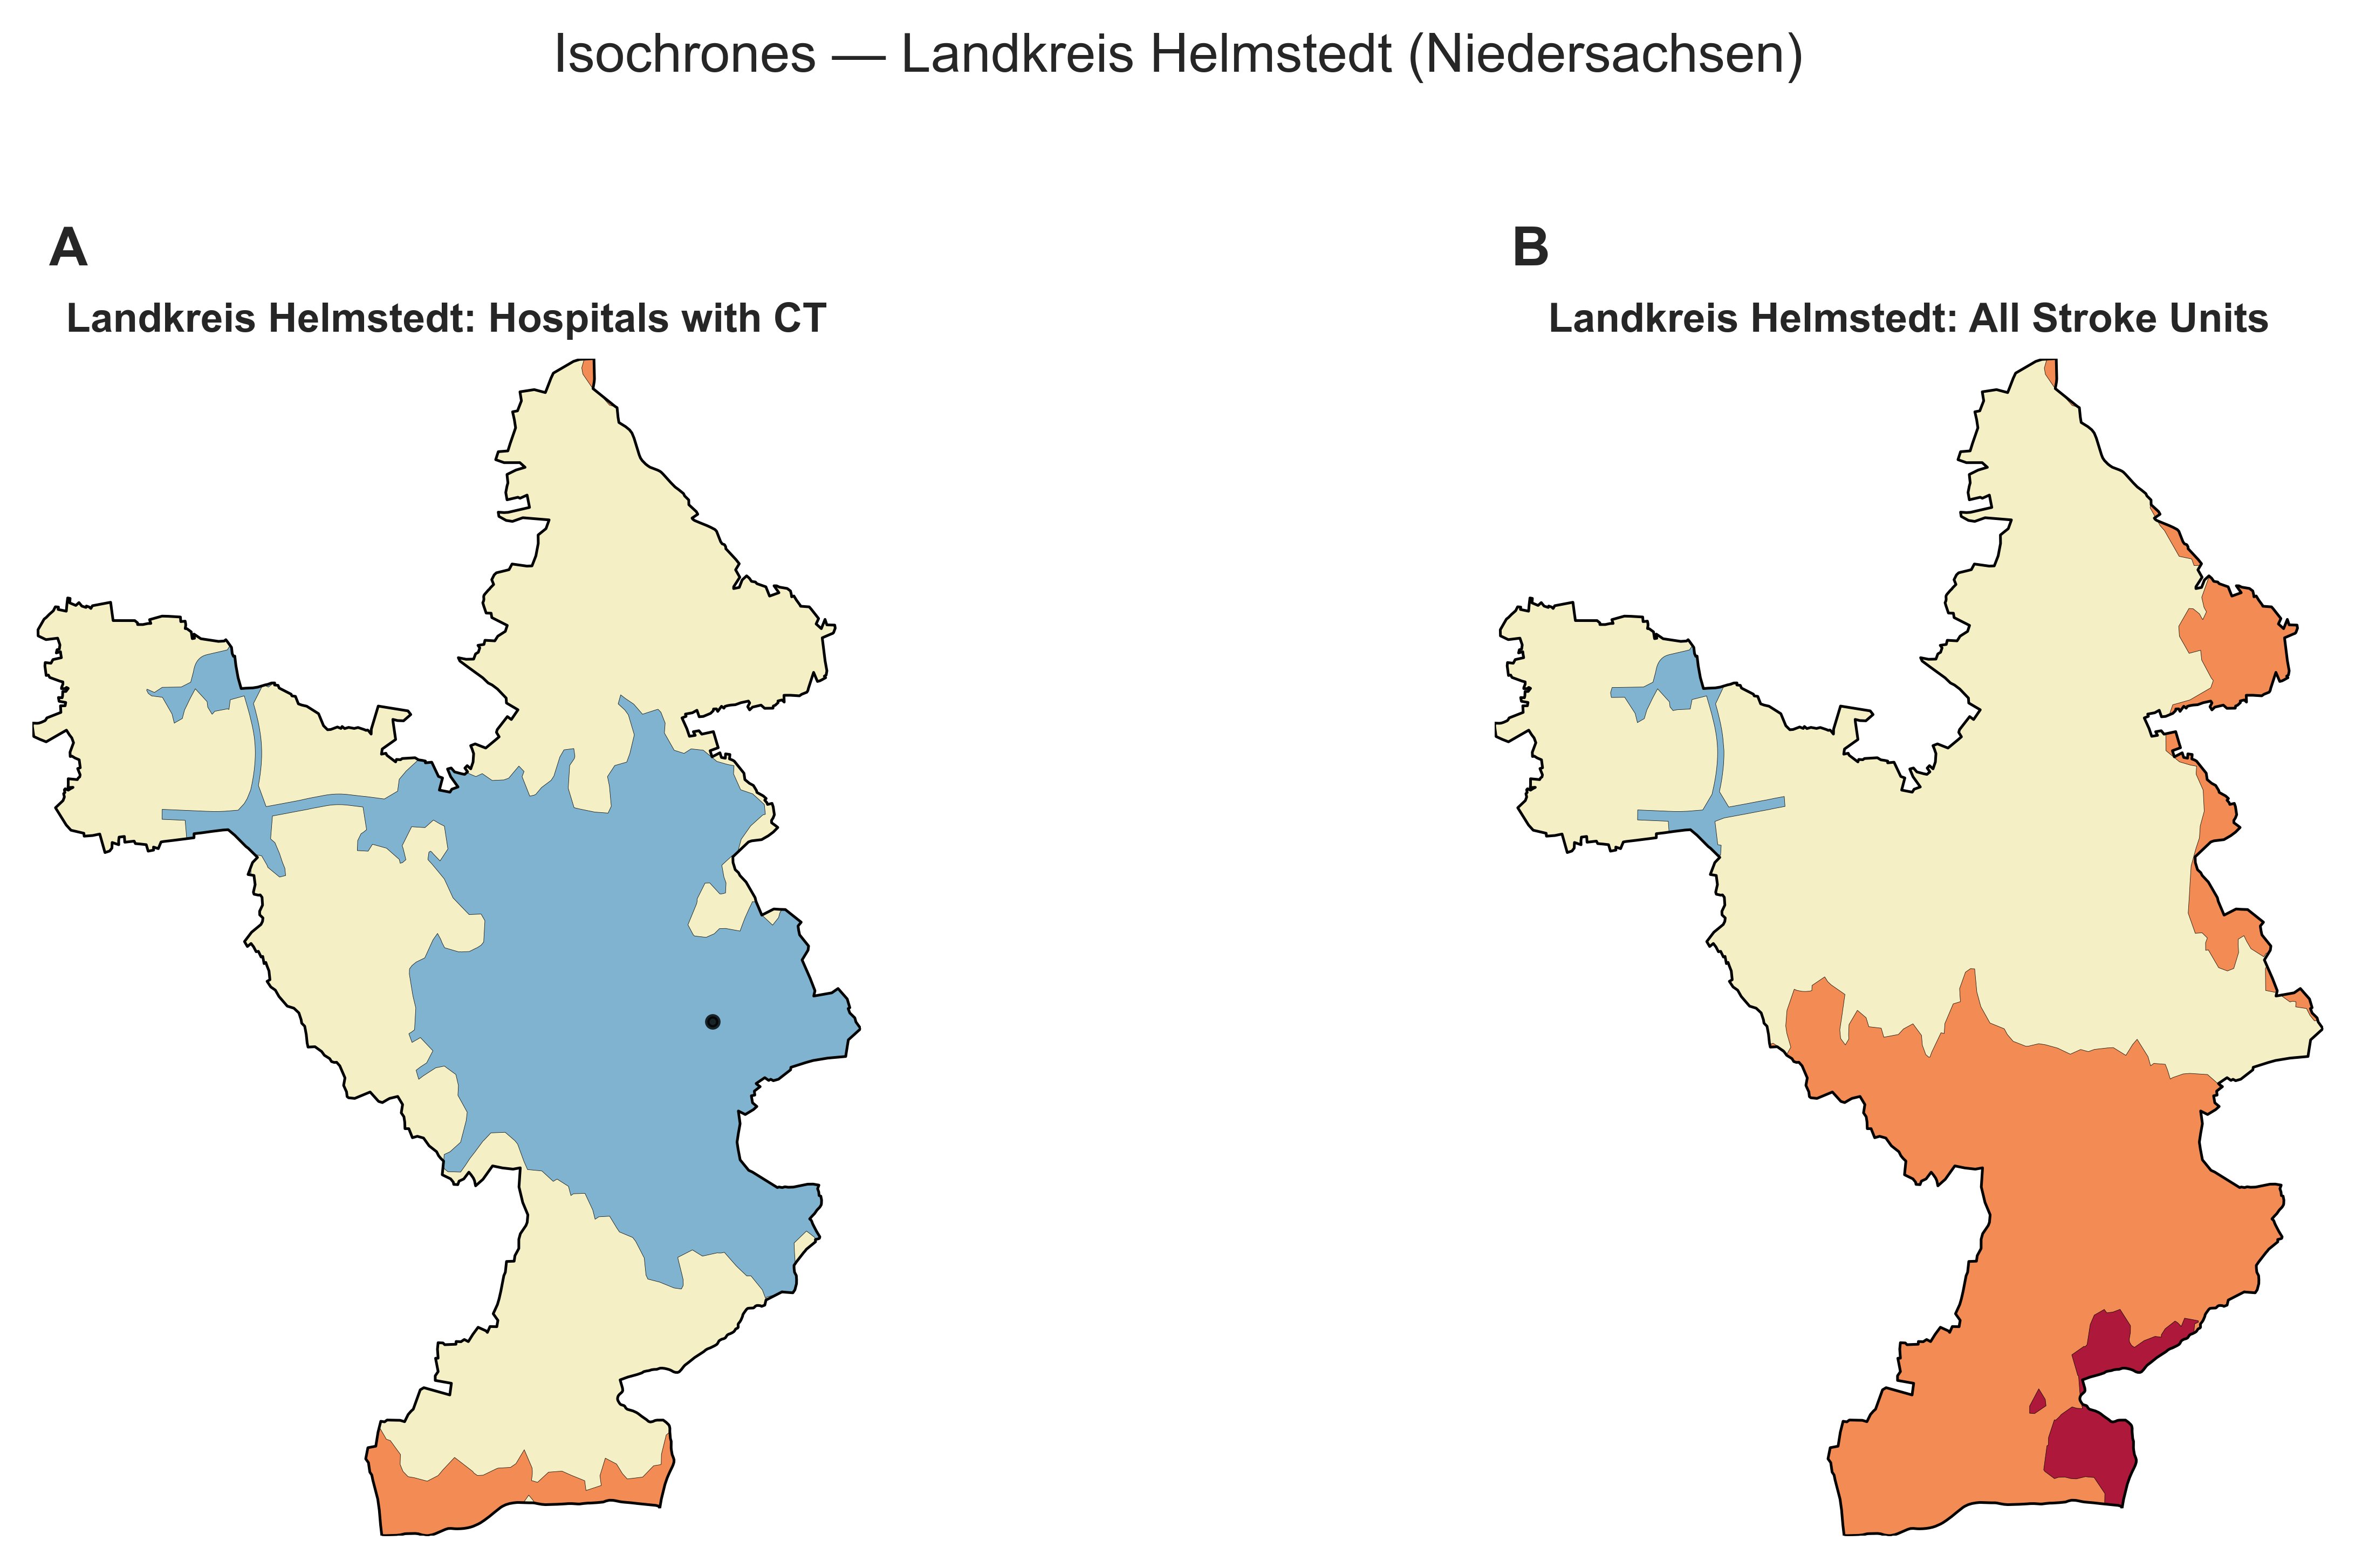 Isochrones — Landkreis Helmstedt (Niedersachsen)
A
Landkreis Helmstedt: Hospitals with CT
B
Landkreis Helmstedt: All Stroke Units